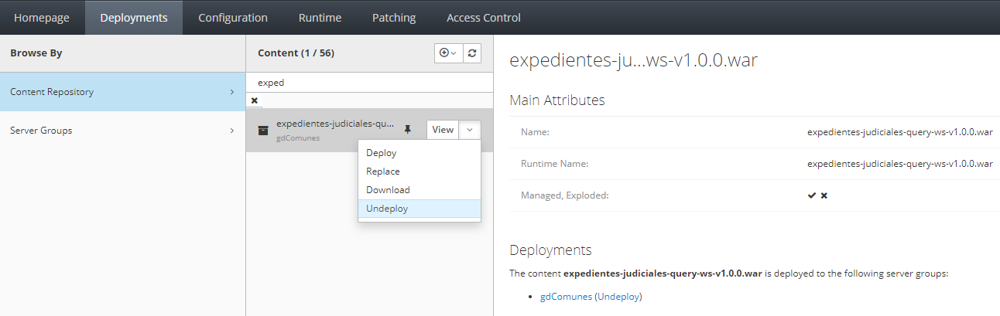 Homepage Deployments Configuration Runtime Patching Access Control
Browse By
Content Repository
Server Groups
Content (1 / 56)
exped
expedientes-judiciales-qu...
gdComunes
View
Deploy
Replace
Download
Undeploy
expedientes-ju...ws-v1.0.0.war
Main Attributes
Name: expedientes-judiciales-query-ws-v1.0.0.war
Runtime Name: expedientes-judiciales-query-ws-v1.0.0.war
Managed, Exploded:
Deployments
The content expedientes-judiciales-query-ws-v1.0.0.war is deployed to the following server groups:
• gdComunes (Undeploy)